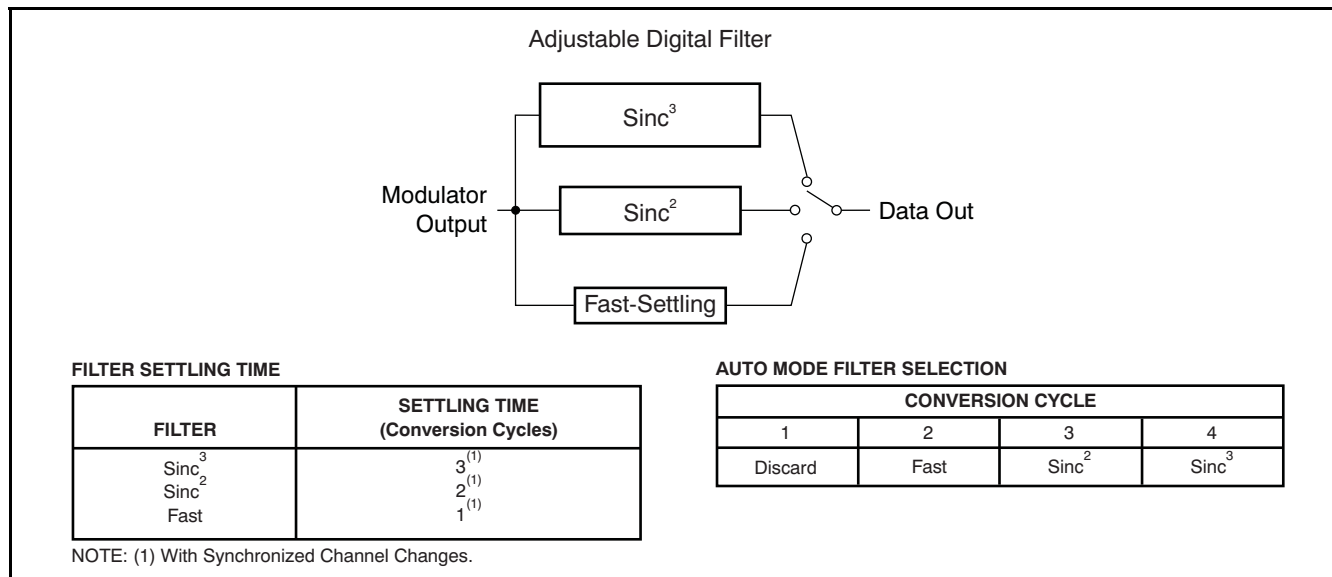 Adjustable Digital Filter
Sinc³
Modulator
Output
Sinc²
Data Out
Fast-Settling
FILTER SETTLING TIME
FILTER
SETTLING TIME
(Conversion Cycles)
Sinc³ 3(1)
Sinc² 2(1)
Fast 1(1)
NOTE: (1) With Synchronized Channel Changes.
AUTO MODE FILTER SELECTION
CONVERSION CYCLE
1 2 3 4
Discard Fast Sinc² Sinc³